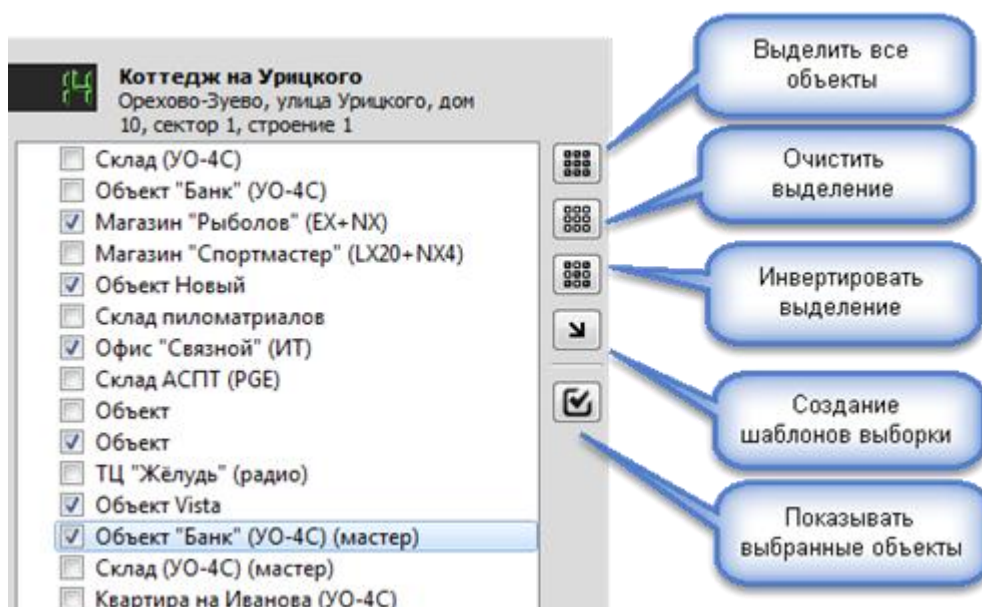 14
Коттедж на Урицкого
Орехово-Зуево, улица Урицкого, дом
10, сектор 1, строение 1
Склад (УО-4С)
Объект "Банк" (УО-4С)
Магазин "Рыболов" (EX+NX)
Магазин "Спортмастер" (LX20+NX4)
Объект Новый
Склад пиломатриалов
Офис "Связной" (ИТ)
Склад АСПТ (PGE)
Объект
Объект
ТЦ "Жёлудь" (радио)
Объект Vista
Объект "Банк" (УО-4С) (мастер)
Склад (УО-4С) (мастер)
Квартира на Иванова (УО-4С)
Выделить все
объекты
Очистить
выделение
Инвертировать
выделение
Создание
шаблонов выборки
Показывать
выбранные объекты